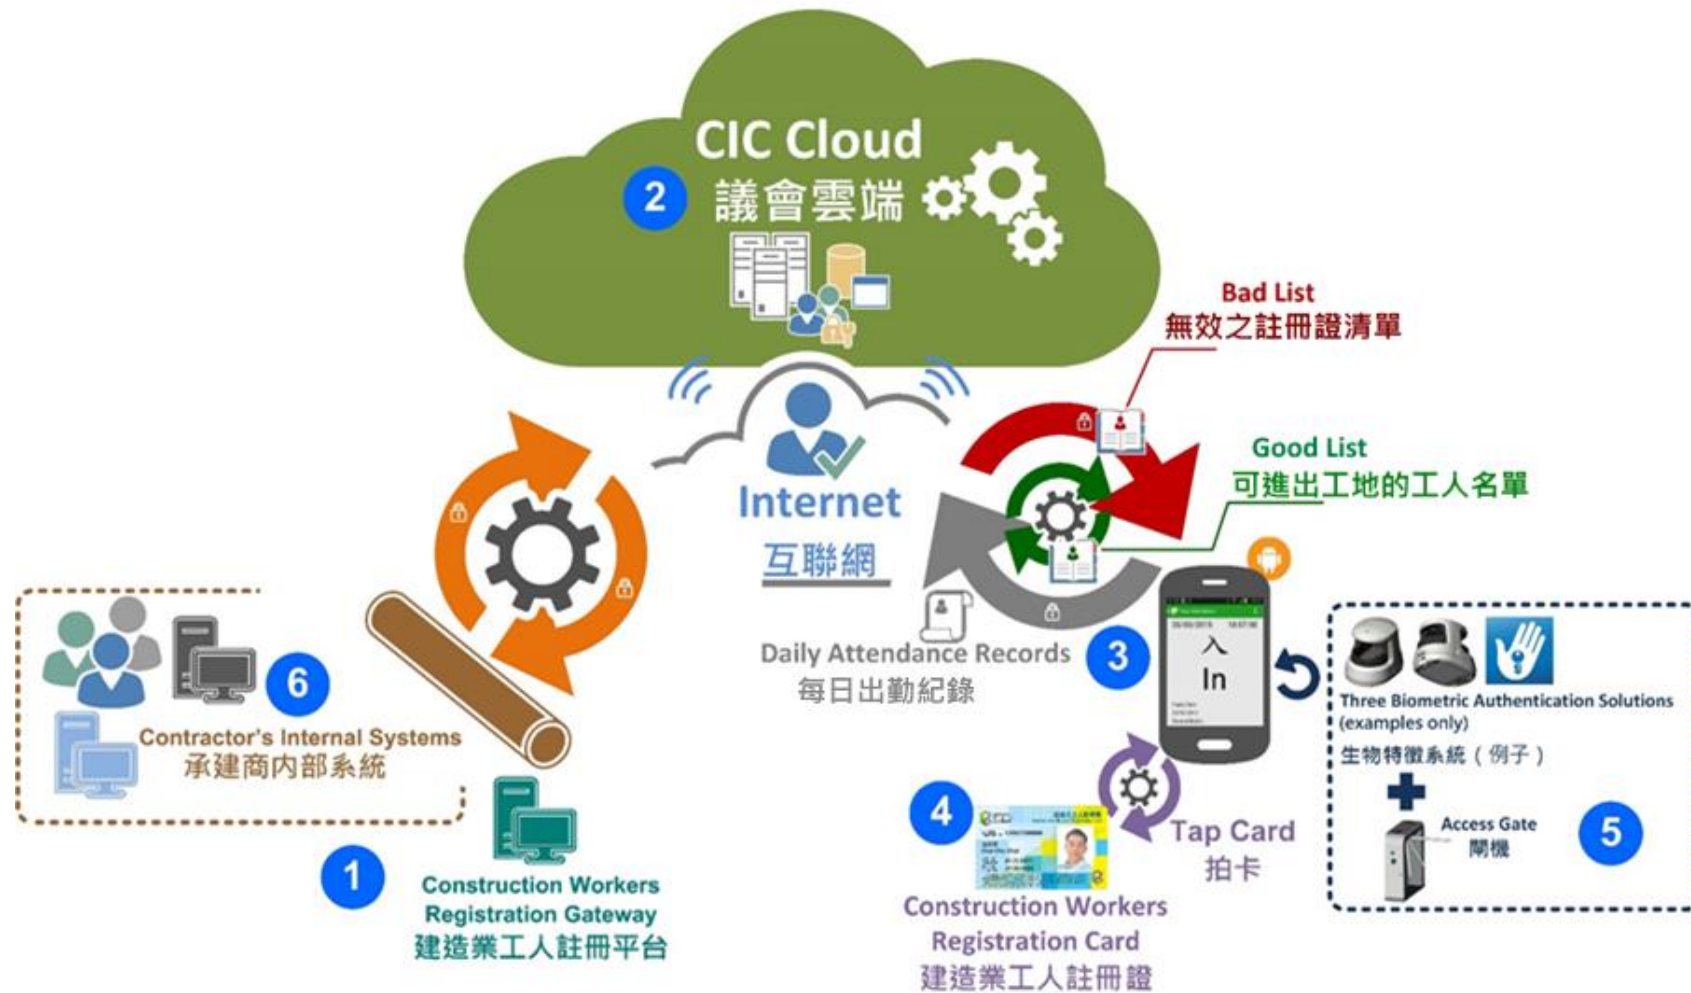 CIC Cloud
2
議會雲端
Bad List
無效之註冊證清單
Good List
可進出工地的工人名單
Internet
互聯網
Daily Attendance Records
每日出勤紀錄
3
入
In
6
Contractor's Internal Systems
承建商內部系統
1
Construction Workers
Registration Gateway
建造業工人註冊平台
4
Tap Card
拍卡
Construction Workers
Registration Card
建造業工人註冊證
Three Biometric Authentication Solutions
(examples only)
生物特徵系統（例子）
Access Gate
閘機
5